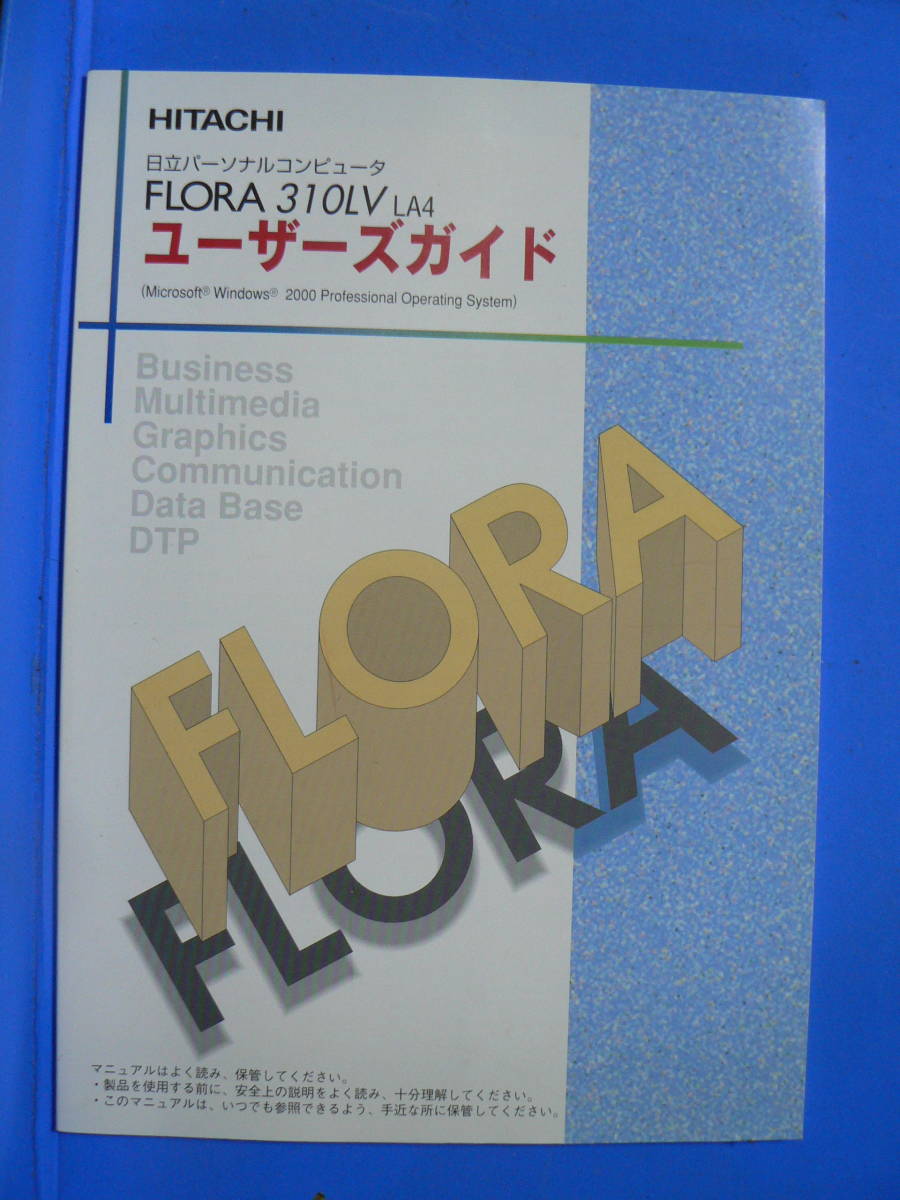 HITACHI
日立パーソナルコンピュータ
FLORA 310LV LA4
ユーザーズガイド
(Microsoft® Windows® 2000 Professional Operating System)
Business
Multimedia
Graphics
Communication
Data Base
DTP
FLORA
FLORA
マニュアルはよく読み、保管してください。
・製品を使用する前に、安全上の説明をよく読み、十分理解してください。
・このマニュアルは、いつでも参照できるよう、手近な所に保管してください。